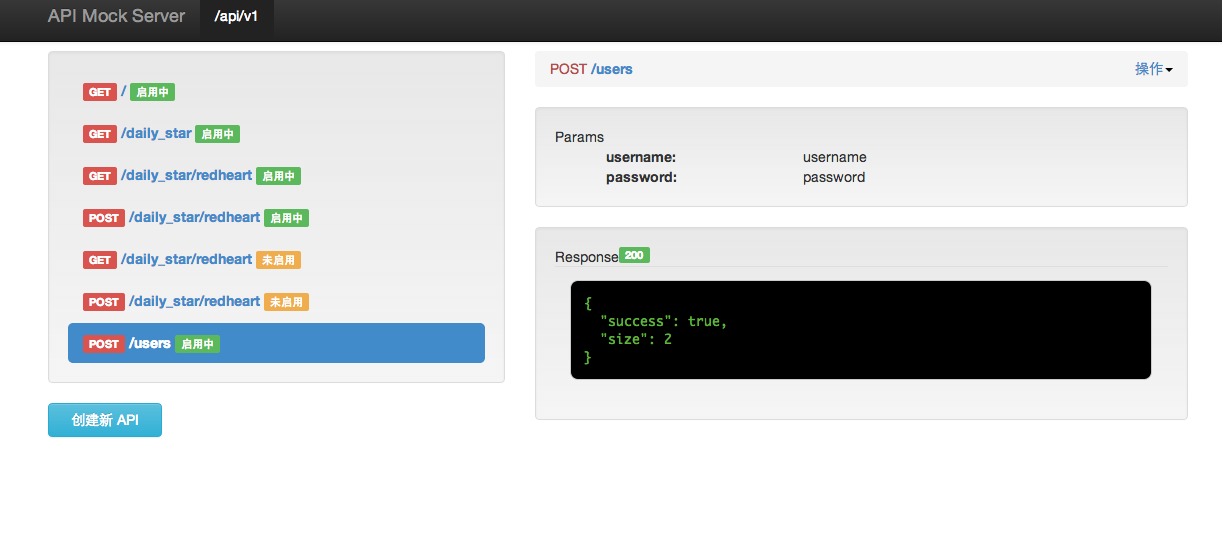 API Mock Server /api/v1
GET / 启用中
GET /daily_star 启用中
GET /daily_star/redheart 启用中
POST /daily_star/redheart 启用中
GET /daily_star/redheart 未启用
POST /daily_star/redheart 未启用
POST /users 启用中
创建新 API
POST /users 操作
Params
username: username
password: password
Response 200
{
"success": true,
"size": 2
}